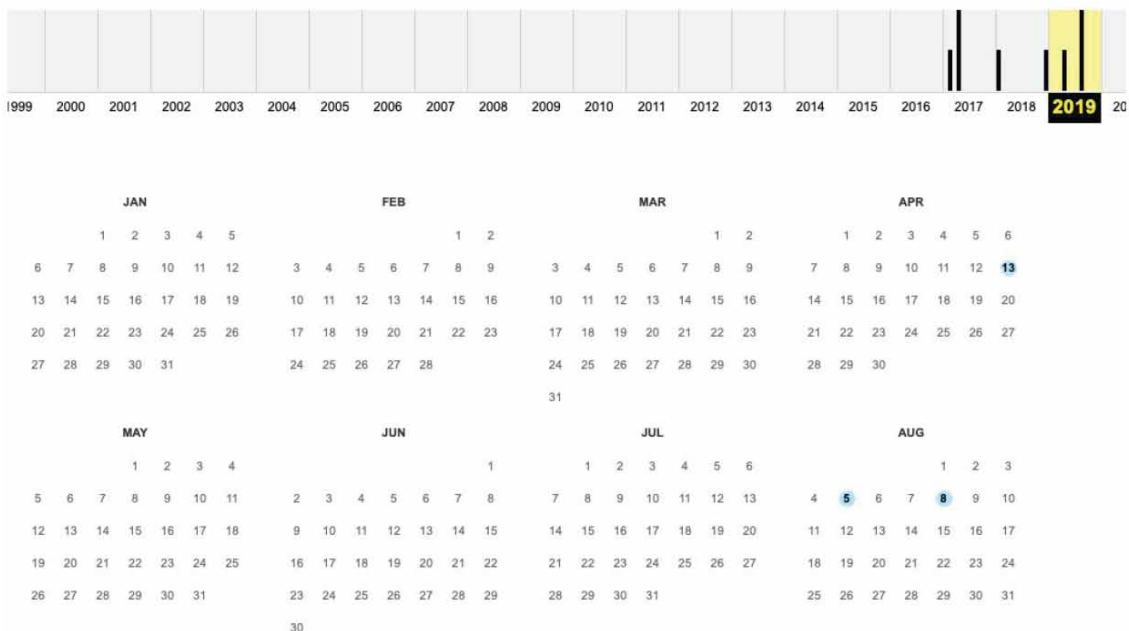 1999 2000 2001 2002 2003 2004 2005 2006 2007 2008 2009 2010 2011 2012 2013 2014 2015 2016 2017 2018 2019 20
JAN FEB MAR APR
1 2 3 4 5 1 2 1 2 1 2 3 4 5 6
6 7 8 9 10 11 12 3 4 5 6 7 8 9 3 4 5 6 7 8 9 7 8 9 10 11 12 13
13 14 15 16 17 18 19 10 11 12 13 14 15 16 10 11 12 13 14 15 16 14 15 16 17 18 19 20
20 21 22 23 24 25 26 17 18 19 20 21 22 23 17 18 19 20 21 22 23 21 22 23 24 25 26 27
27 28 29 30 31 24 25 26 27 28 24 25 26 27 28 29 30 28 29 30
31
MAY JUN JUL AUG
1 2 3 4 1 1 2 3 4 5 6 1 2 3
5 6 7 8 9 10 11 2 3 4 5 6 7 8 7 8 9 10 11 12 13 4 5 6 7 8 9 10
12 13 14 15 16 17 18 9 10 11 12 13 14 15 14 15 16 17 18 19 20 11 12 13 14 15 16 17
19 20 21 22 23 24 25 16 17 18 19 20 21 22 21 22 23 24 25 26 27 18 19 20 21 22 23 24
26 27 28 29 30 31 23 24 25 26 27 28 29 28 29 30 31 25 26 27 28 29 30 31
30